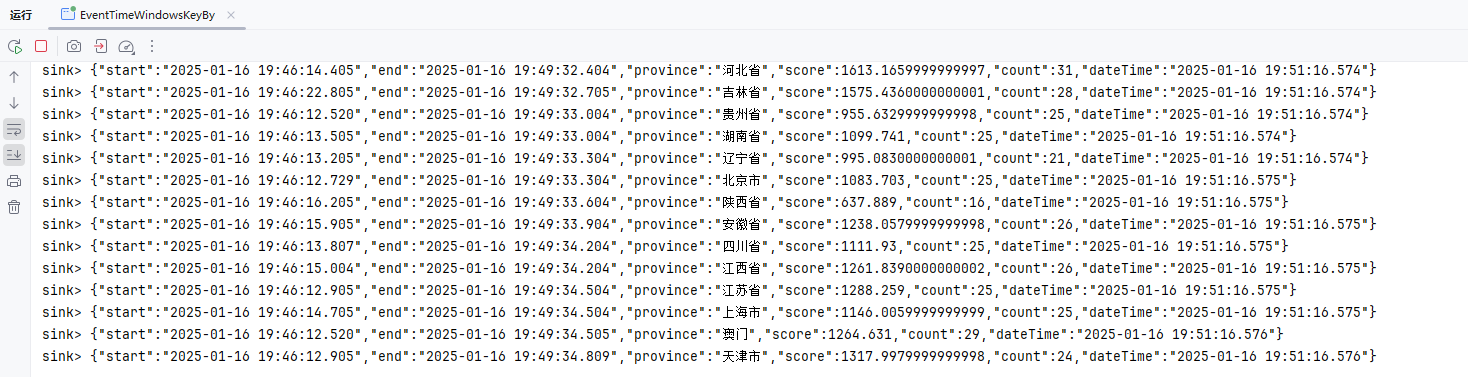 运行 EventTimeWindowsKeyBy
sink> {"start":"2025-01-16 19:46:14.405","end":"2025-01-16 19:49:32.404","province":"河北省","score":1613.1659999999997,"count":31,"dateTime":"2025-01-16 19:51:16.574"}
sink> {"start":"2025-01-16 19:46:22.805","end":"2025-01-16 19:49:32.705","province":"吉林省","score":1575.4360000000001,"count":28,"dateTime":"2025-01-16 19:51:16.574"}
sink> {"start":"2025-01-16 19:46:12.520","end":"2025-01-16 19:49:33.004","province":"贵州省","score":955.6329999999998,"count":25,"dateTime":"2025-01-16 19:51:16.574"}
sink> {"start":"2025-01-16 19:46:13.505","end":"2025-01-16 19:49:33.004","province":"湖南省","score":1099.741,"count":25,"dateTime":"2025-01-16 19:51:16.574"}
sink> {"start":"2025-01-16 19:46:13.205","end":"2025-01-16 19:49:33.304","province":"辽宁省","score":995.0830000000001,"count":21,"dateTime":"2025-01-16 19:51:16.574"}
sink> {"start":"2025-01-16 19:46:12.729","end":"2025-01-16 19:49:33.304","province":"北京市","score":1083.703,"count":25,"dateTime":"2025-01-16 19:51:16.575"}
sink> {"start":"2025-01-16 19:46:16.205","end":"2025-01-16 19:49:33.604","province":"陕西省","score":637.889,"count":16,"dateTime":"2025-01-16 19:51:16.575"}
sink> {"start":"2025-01-16 19:46:15.905","end":"2025-01-16 19:49:33.904","province":"安徽省","score":1238.0579999999998,"count":26,"dateTime":"2025-01-16 19:51:16.575"}
sink> {"start":"2025-01-16 19:46:13.807","end":"2025-01-16 19:49:34.204","province":"四川省","score":1111.93,"count":25,"dateTime":"2025-01-16 19:51:16.575"}
sink> {"start":"2025-01-16 19:46:15.004","end":"2025-01-16 19:49:34.204","province":"江西省","score":1261.8390000000002,"count":26,"dateTime":"2025-01-16 19:51:16.575"}
sink> {"start":"2025-01-16 19:46:12.905","end":"2025-01-16 19:49:34.504","province":"江苏省","score":1288.259,"count":25,"dateTime":"2025-01-16 19:51:16.575"}
sink> {"start":"2025-01-16 19:46:14.705","end":"2025-01-16 19:49:34.504","province":"上海市","score":1146.0059999999999,"count":25,"dateTime":"2025-01-16 19:51:16.575"}
sink> {"start":"2025-01-16 19:46:12.520","end":"2025-01-16 19:49:34.505","province":"澳门","score":1264.631,"count":29,"dateTime":"2025-01-16 19:51:16.576"}
sink> {"start":"2025-01-16 19:46:12.905","end":"2025-01-16 19:49:34.809","province":"天津市","score":1317.9979999999998,"count":24,"dateTime":"2025-01-16 19:51:16.576"}